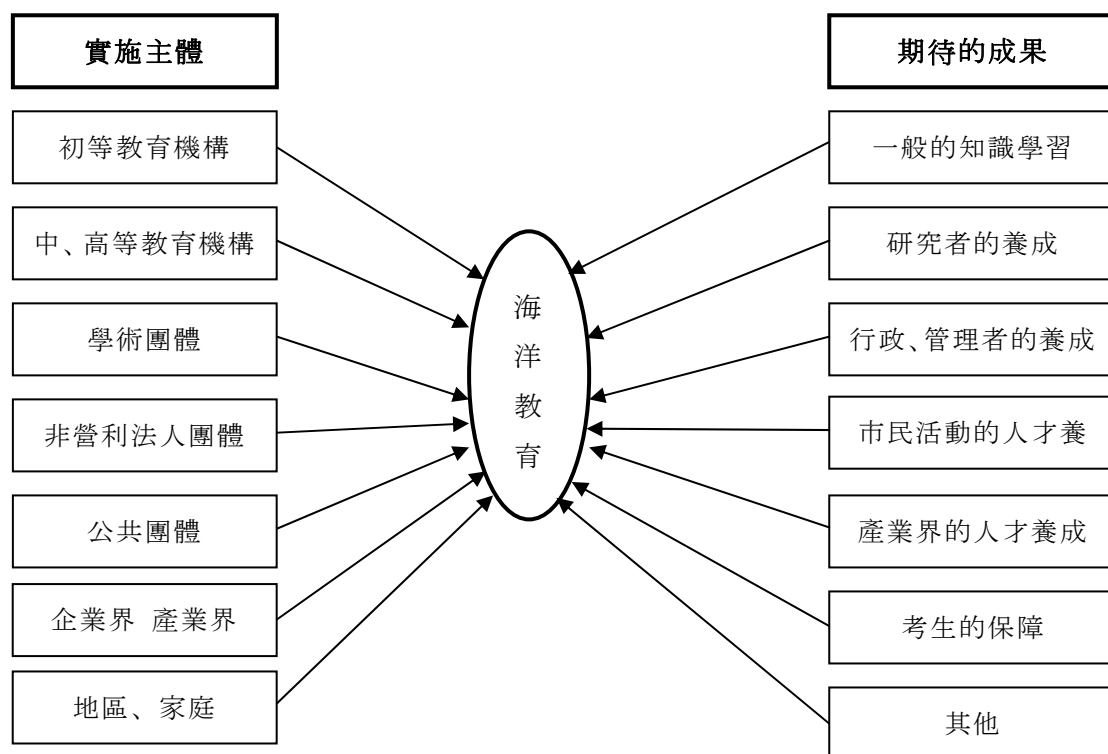 實施主體
初等教育機構
中、高等教育機構
學術團體
非營利法人團體
公共團體
企業界 產業界
地區、家庭
海
洋
教
育
期待的成果
一般的知識學習
研究者的養成
行政、管理者的養成
市民活動的人才養
產業界的人才養成
考生的保障
其他